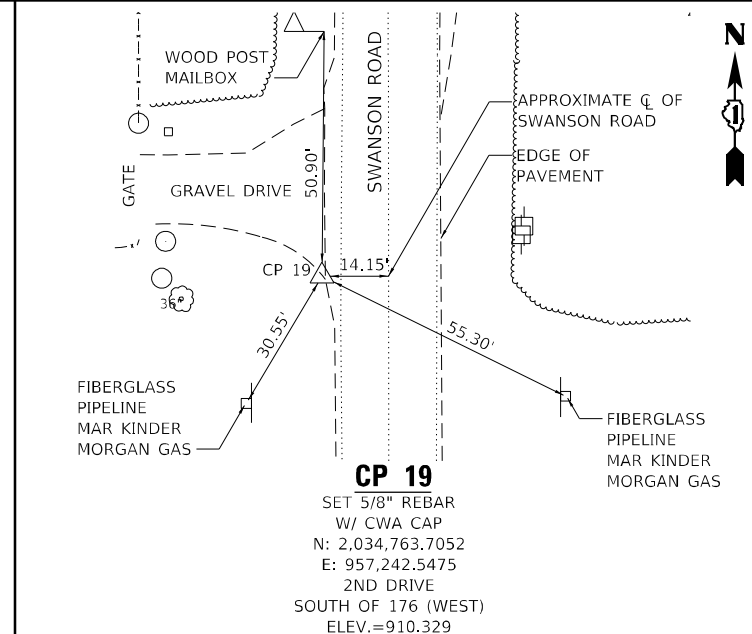 N
1
WOOD POST
MAILBOX
SWANSON ROAD
APPROXIMATE ℄ OF
SWANSON ROAD
EDGE OF
PAVEMENT
GATE
GRAVEL DRIVE
50.90'
CP 19
14.15'
36"
30.55'
55.30'
FIBERGLASS
PIPELINE
MAR KINDER
MORGAN GAS
FIBERGLASS
PIPELINE
MAR KINDER
MORGAN GAS
CP 19
SET 5/8" REBAR
W/ CWA CAP
N: 2,034,763.7052
E: 957,242.5475
2ND DRIVE
SOUTH OF 176 (WEST)
ELEV.=910.329